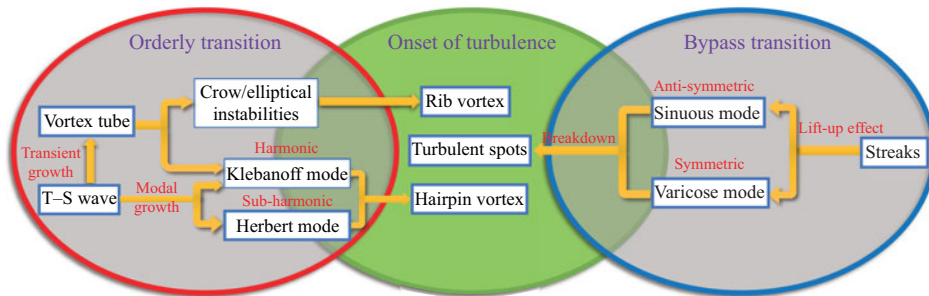 Orderly transition
Onset of turbulence
Bypass transition
Crow/elliptical
instabilities
Rib vortex
Anti-symmetric
Sinuous mode
Vortex tube
Lift-up effect
Transient
growth
Harmonic
Turbulent spots
Breakdown
Streaks
Klebanoff mode
Symmetric
T–S wave
Modal
growth
Sub-harmonic
Hairpin vortex
Varicose mode
Herbert mode